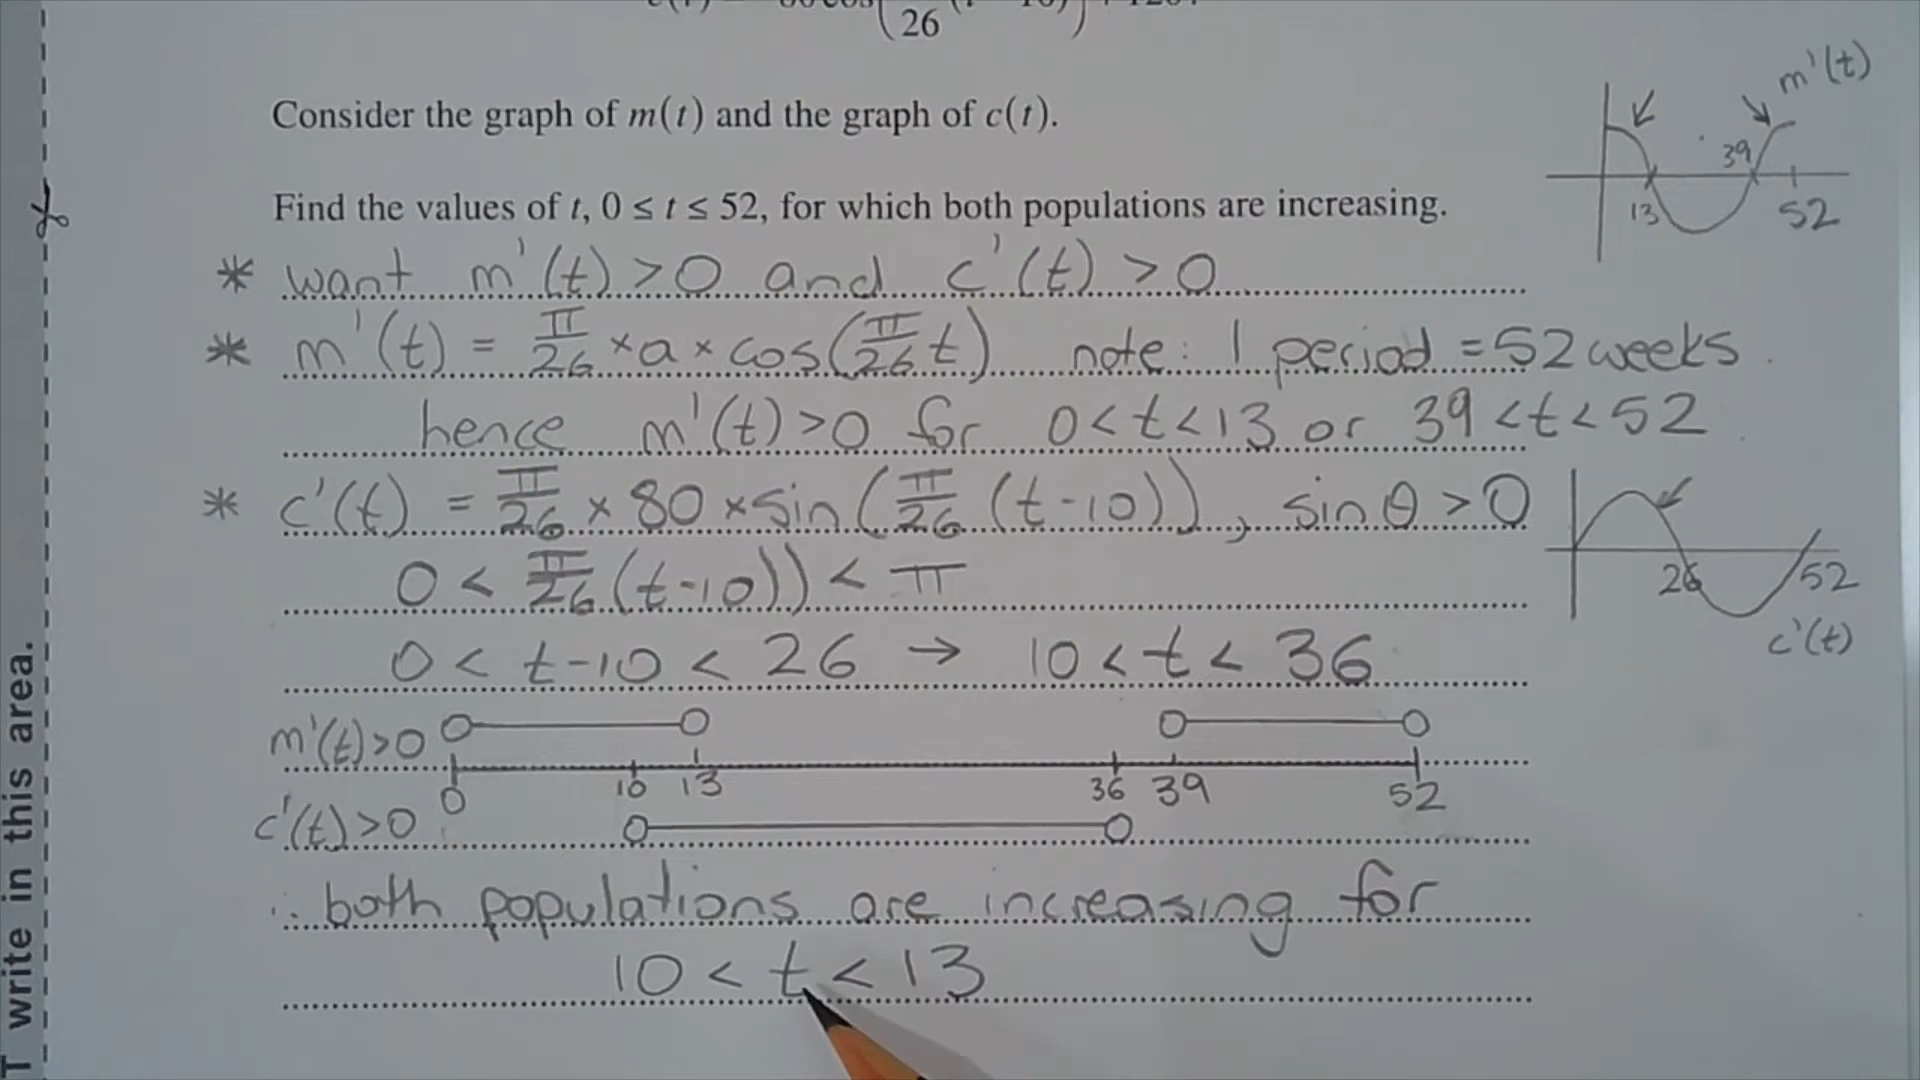 26
Consider the graph of m(t) and the graph of c(t).
Find the values of t, 0 ≤ t ≤ 52, for which both populations are increasing.
* want m'(t) > 0 and c'(t) > 0
* m'(t) = π/26 × a × cos(π/26 t) note: 1 period = 52 weeks
hence m'(t) > 0 for 0 < t < 13 or 39 < t < 52
* c'(t) = π/26 × 80 × sin(π/26 (t - 10)), sin θ > 0
0 < π/26 (t - 10)) < π
0 < t - 10 < 26 → 10 < t < 36
m'(t) > 0
0 10 13 36 39 52
c'(t) > 0
∴ both populations are increasing for
10 < t < 13
m'(t)
39
13 52
26 52
c'(t)
T write in this area.